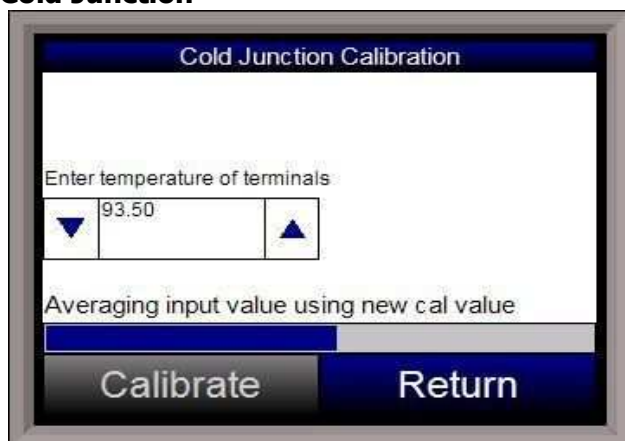 Cold Junction
Cold Junction Calibration
Enter temperature of terminals
93.50
Averaging input value using new cal value
Calibrate
Return